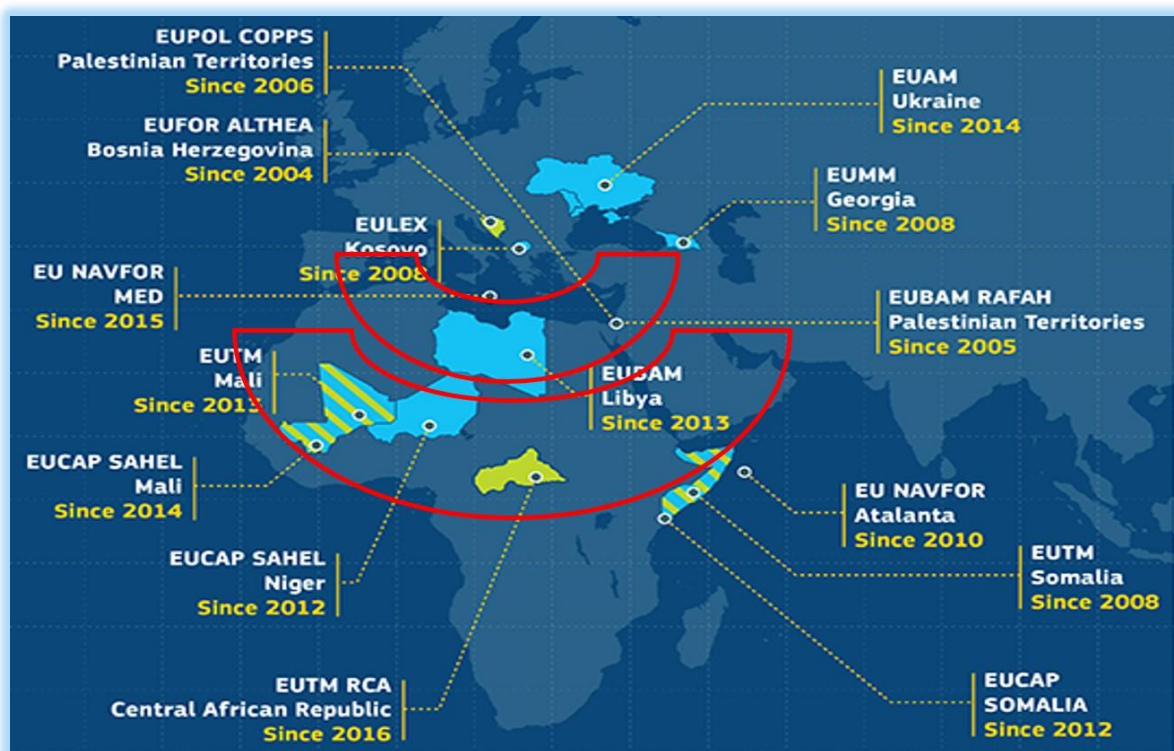 EUPOL COPPS
Palestinian Territories
Since 2006
EUFOR ALTHEA
Bosnia Herzegovina
Since 2004
EULEX
Kosovo
Since 2008
EU NAVFOR
MED
Since 2015
EUTM
Mali
Since 2013
EUCAP SAHEL
Mali
Since 2014
EUCAP SAHEL
Niger
Since 2012
EUTM RCA
Central African Republic
Since 2016
EUAM
Ukraine
Since 2014
EUMM
Georgia
Since 2008
EUBAM RAFAH
Palestinian Territories
Since 2005
EUBAM
Libya
Since 2013
EU NAVFOR
Atalanta
Since 2010
EUTM
Somalia
Since 2008
EUCAP
SOMALIA
Since 2012